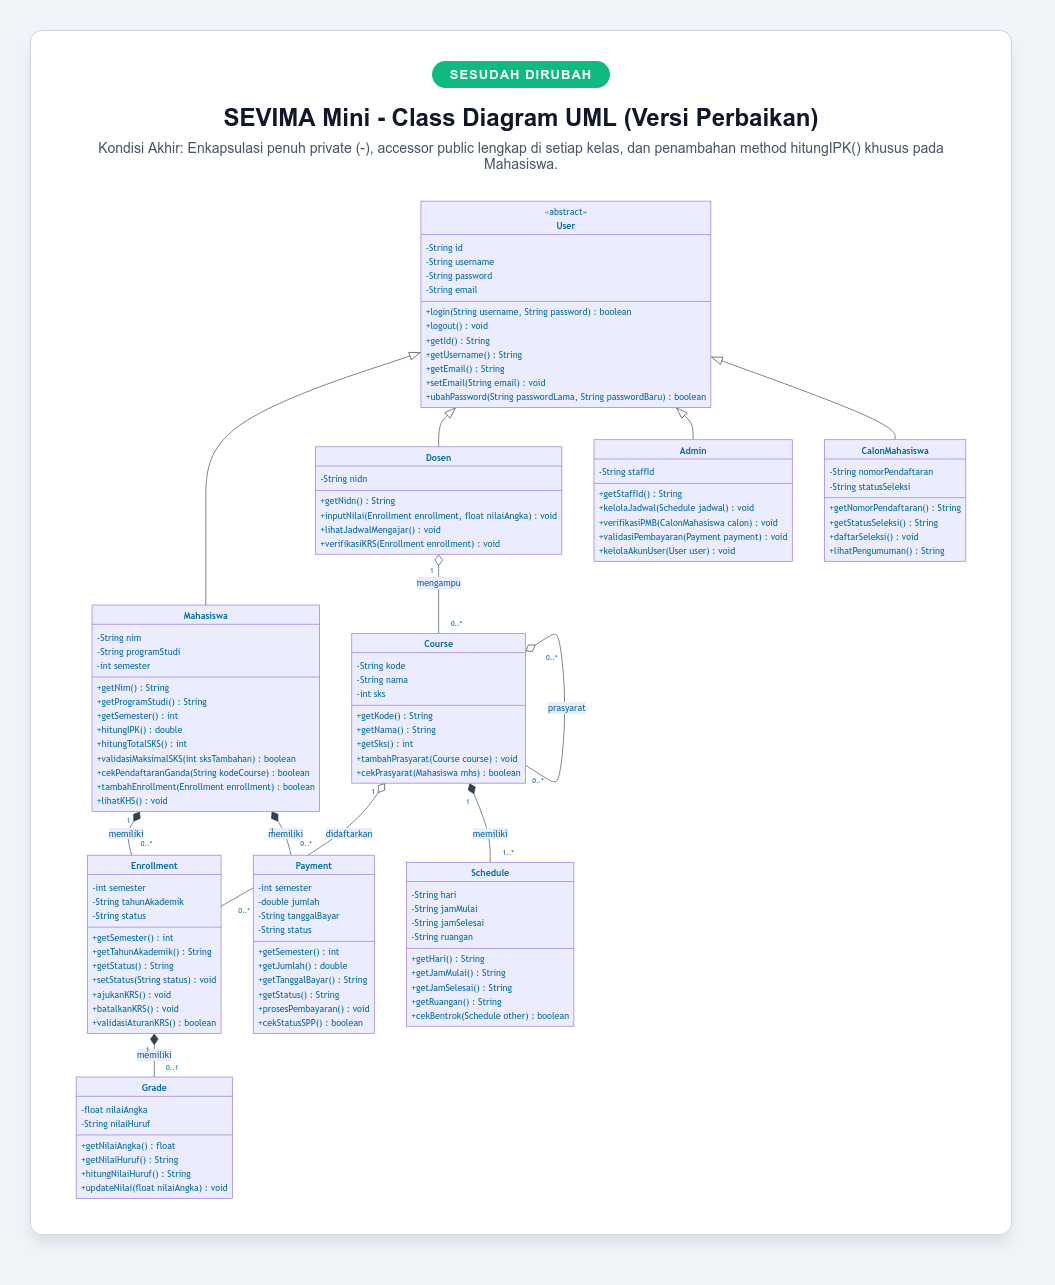 SESUDAH DIRUBAH
SEVIMA Mini - Class Diagram UML (Versi Perbaikan)
Kondisi Akhir: Enkapsulasi penuh private (-), accessor public lengkap di setiap kelas, dan penambahan method hitungIPK() khusus pada
Mahasiswa.
«abstract»
User
-String id
-String username
-String password
-String email
+login(String username, String password) : boolean
+logout() : void
+getId() : String
+getUsername() : String
+getEmail() : String
+setEmail(String email) : void
+ubahPassword(String passwordLama, String passwordBaru) : boolean
Dosen
-String nidn
+getNidn() : String
+inputNilai(Enrollment enrollment, float nilaiAngka) : void
+lihatJadwalMengajar() : void
+verifikasiKRS(Enrollment enrollment) : void
Admin
-String staffId
+getStaffId() : String
+kelolaJadwal(Schedule jadwal) : void
+verifikasiPMB(CalonMahasiswa calon) : void
+validasiPembayaran(Payment payment) : void
+kelolaAkunUser(User user) : void
CalonMahasiswa
-String nomorPendaftaran
-String statusSeleksi
+getNomorPendaftaran() : String
+getStatusSeleksi() : String
+daftarSeleksi() : void
+lihatPengumuman() : String
1
mengampu
0..*
Mahasiswa
-String nim
-String programStudi
-int semester
+getNim() : String
+getProgramStudi() : String
+getSemester() : int
+hitungIPK() : double
+hitungTotalSKS() : int
+validasiMaksimalSKS(int sksTambahan) : boolean
+cekPendaftaranGanda(String kodeCourse) : boolean
+tambahEnrollment(Enrollment enrollment) : boolean
+lihatKHS() : void
Course
-String kode
-String nama
-int sks
+getKode() : String
+getNama() : String
+getSks() : int
+tambahPrasyarat(Course course) : void
+cekPrasyarat(Mahasiswa mhs) : boolean
0..*
prasyarat
0..*
1
memiliki
0..*
1
memiliki
0..*
1
didaftarkan
0..*
1
memiliki
1..*
Enrollment
-int semester
-String tahunAkademik
-String status
+getSemester() : int
+getTahunAkademik() : String
+getStatus() : String
+setStatus(String status) : void
+ajukanKRS() : void
+batalkanKRS() : void
+validasiAturanKRS() : boolean
Payment
-int semester
-double jumlah
-String tanggalBayar
-String status
+getSemester() : int
+getJumlah() : double
+getTanggalBayar() : String
+getStatus() : String
+prosesPembayaran() : void
+cekStatusSPP() : boolean
Schedule
-String hari
-String jamMulai
-String jamSelesai
-String ruangan
+getHari() : String
+getJamMulai() : String
+getJamSelesai() : String
+getRuangan() : String
+cekBentrok(Schedule other) : boolean
1
memiliki
0..1
Grade
-float nilaiAngka
-String nilaiHuruf
+getNilaiAngka() : float
+getNilaiHuruf() : String
+hitungNilaiHuruf() : String
+updateNilai(float nilaiAngka) : void